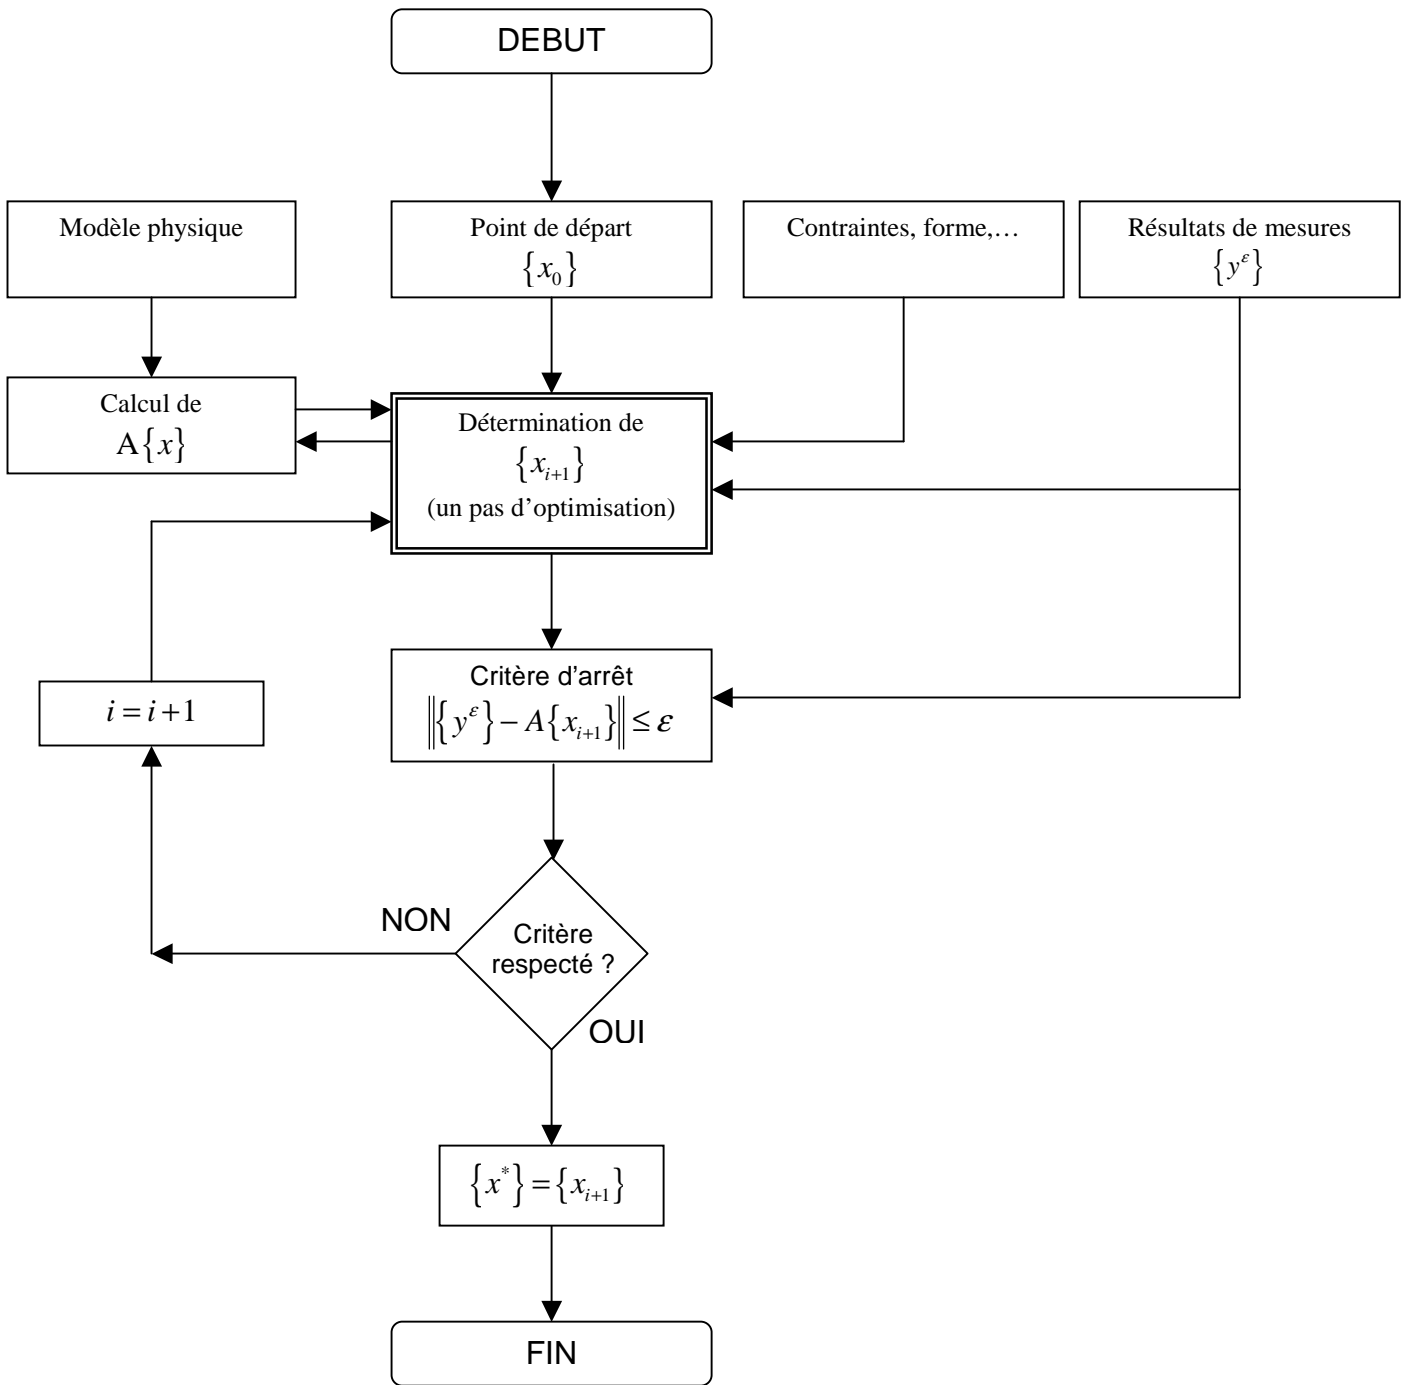 DEBUT
Modèle physique
Point de départ
{x₀}
Contraintes, forme,…
Résultats de mesures
{y^ε}
Calcul de
A{x}
Détermination de
{x_{i+1}}
(un pas d’optimisation)
i = i+1
Critère d'arrêt
‖{y^ε} − A{x_{i+1}}‖ ≤ ε
NON
Critère
respecté ?
OUI
{x^*} = {x_{i+1}}
FIN